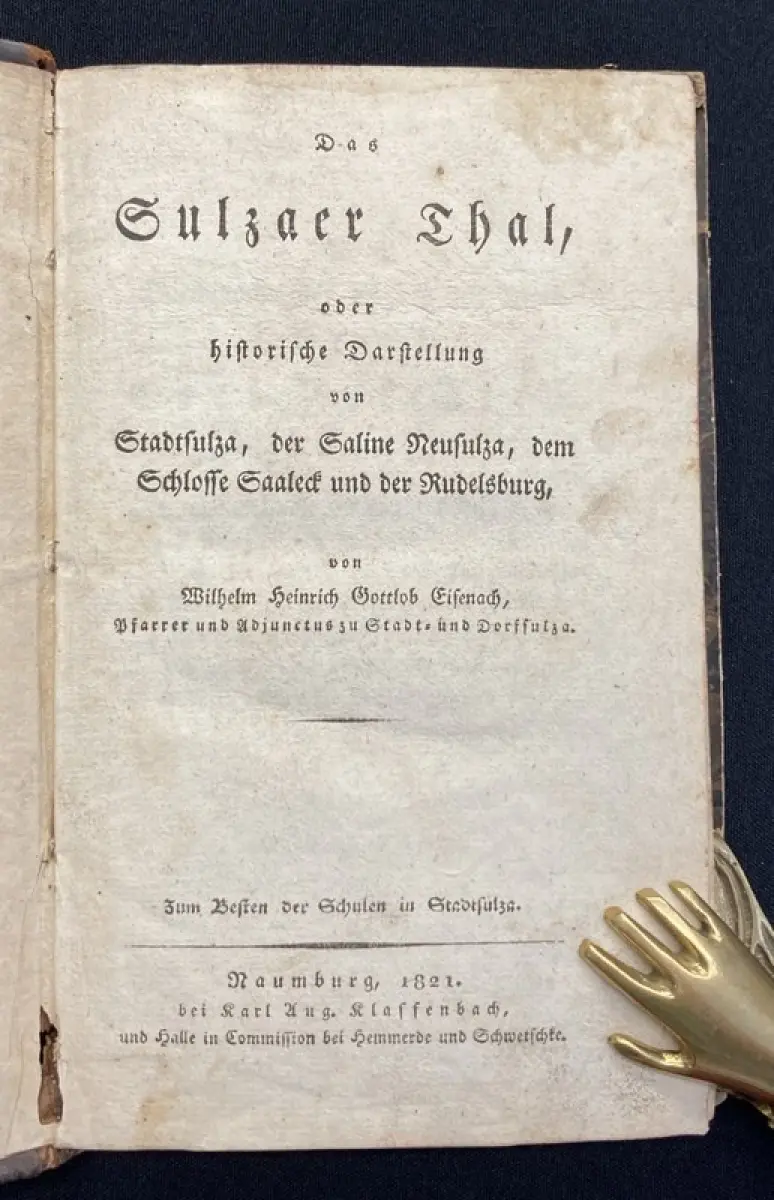 Das
Sulzaer Thal,
oder
hiſtoriſche Darſtellung
von
Stadtſulza, der Saline Neuſulza, dem
Schloſſe Saaleck und der Rudelsburg,
von
Wilhelm Heinrich Gottlob Eiſenach,
Pfarrer und Adjunctus zu Stadt- und Dorfſulza.
Zum Beſten der Schulen in Stadtſulza.
Naumburg, 1821.
bei Karl Aug. Klaffenbach,
und Halle in Commiſſion bei Hemmerde und Schwetſchke.